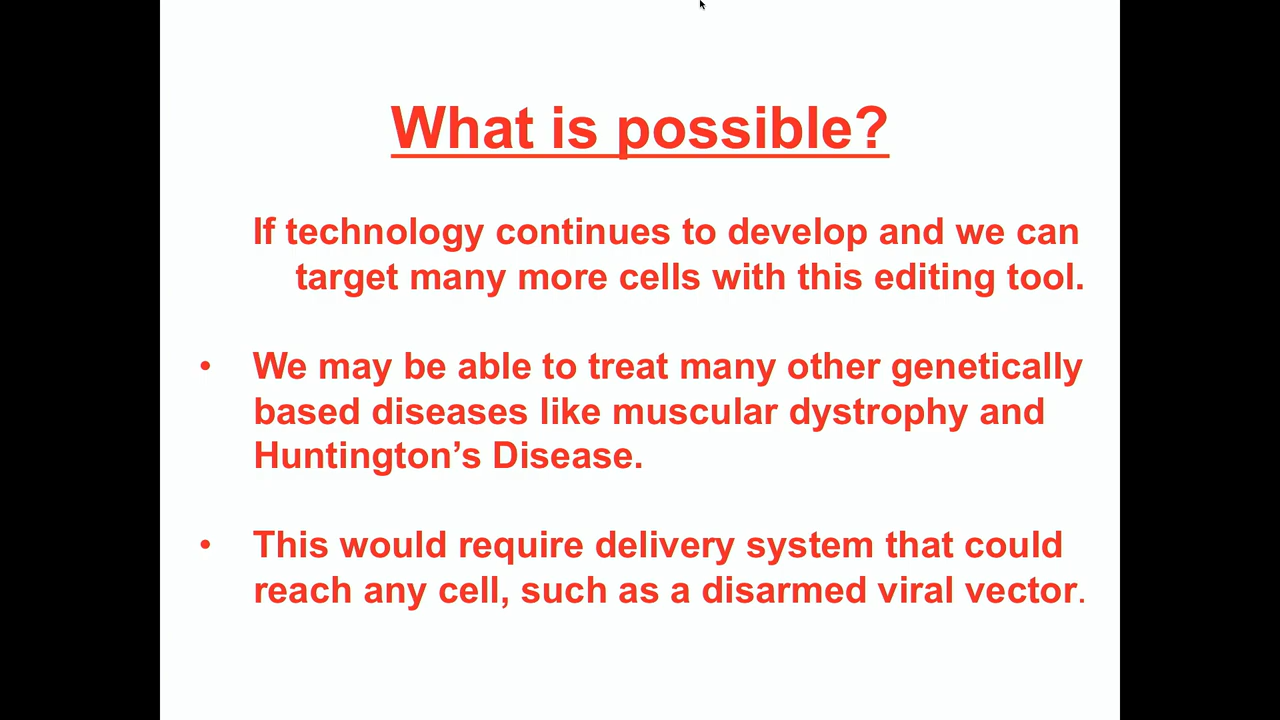 What is possible?
If technology continues to develop and we can
target many more cells with this editing tool.
• We may be able to treat many other genetically
based diseases like muscular dystrophy and
Huntington’s Disease.
• This would require delivery system that could
reach any cell, such as a disarmed viral vector.